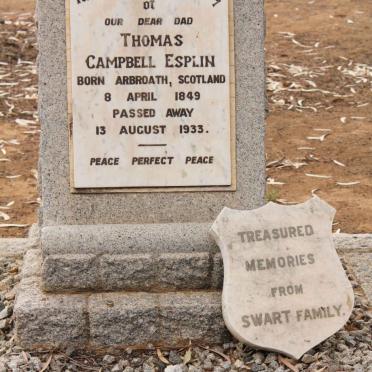 OF
OUR DEAR DAD
THOMAS
CAMPBELL ESPLIN
BORN ARBROATH, SCOTLAND
8 APRIL 1849
PASSED AWAY
13 AUGUST 1933.
PEACE PERFECT PEACE
TREASURED
MEMORIES
FROM
SWART FAMILY.